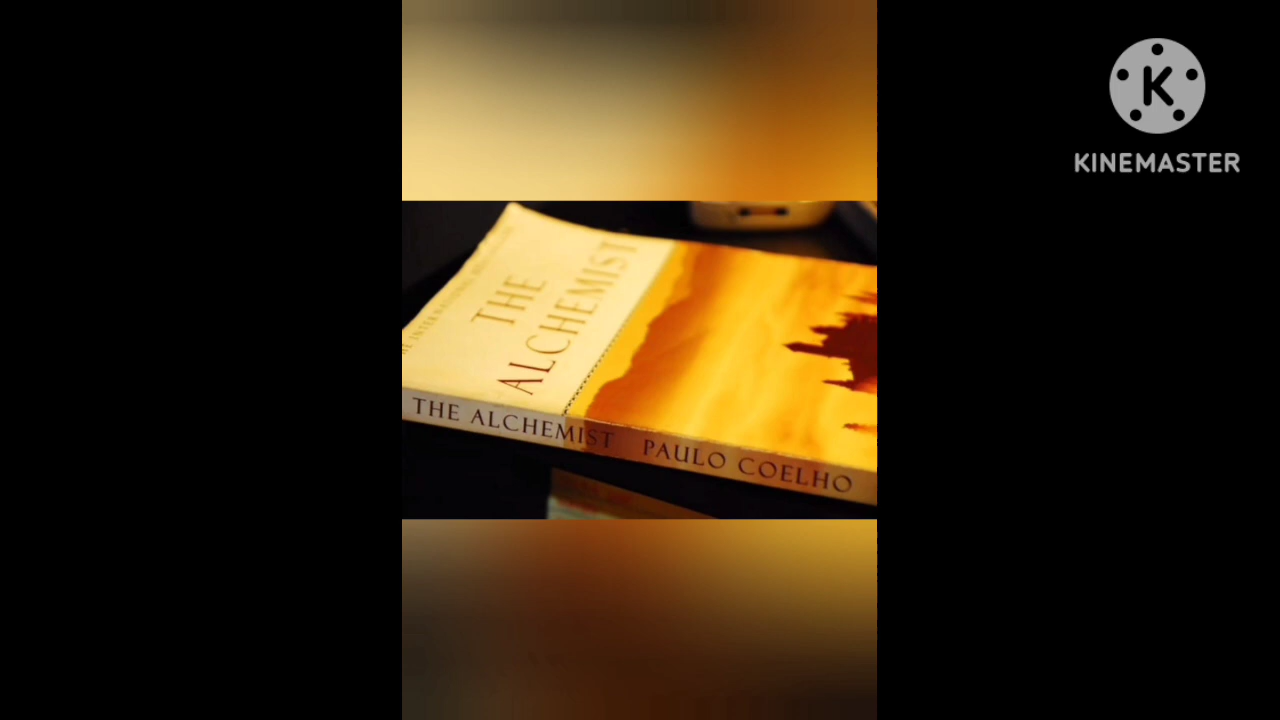 THE
ALCHEMIST
THE ALCHEMIST PAULO COELHO
K
KINEMASTER